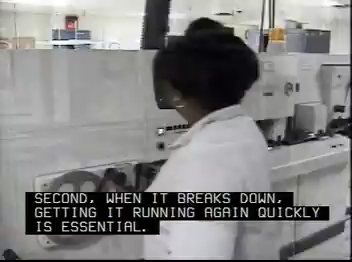 SECOND, WHEN IT BREAKS DOWN,
GETTING IT RUNNING AGAIN QUICKLY
IS ESSENTIAL.